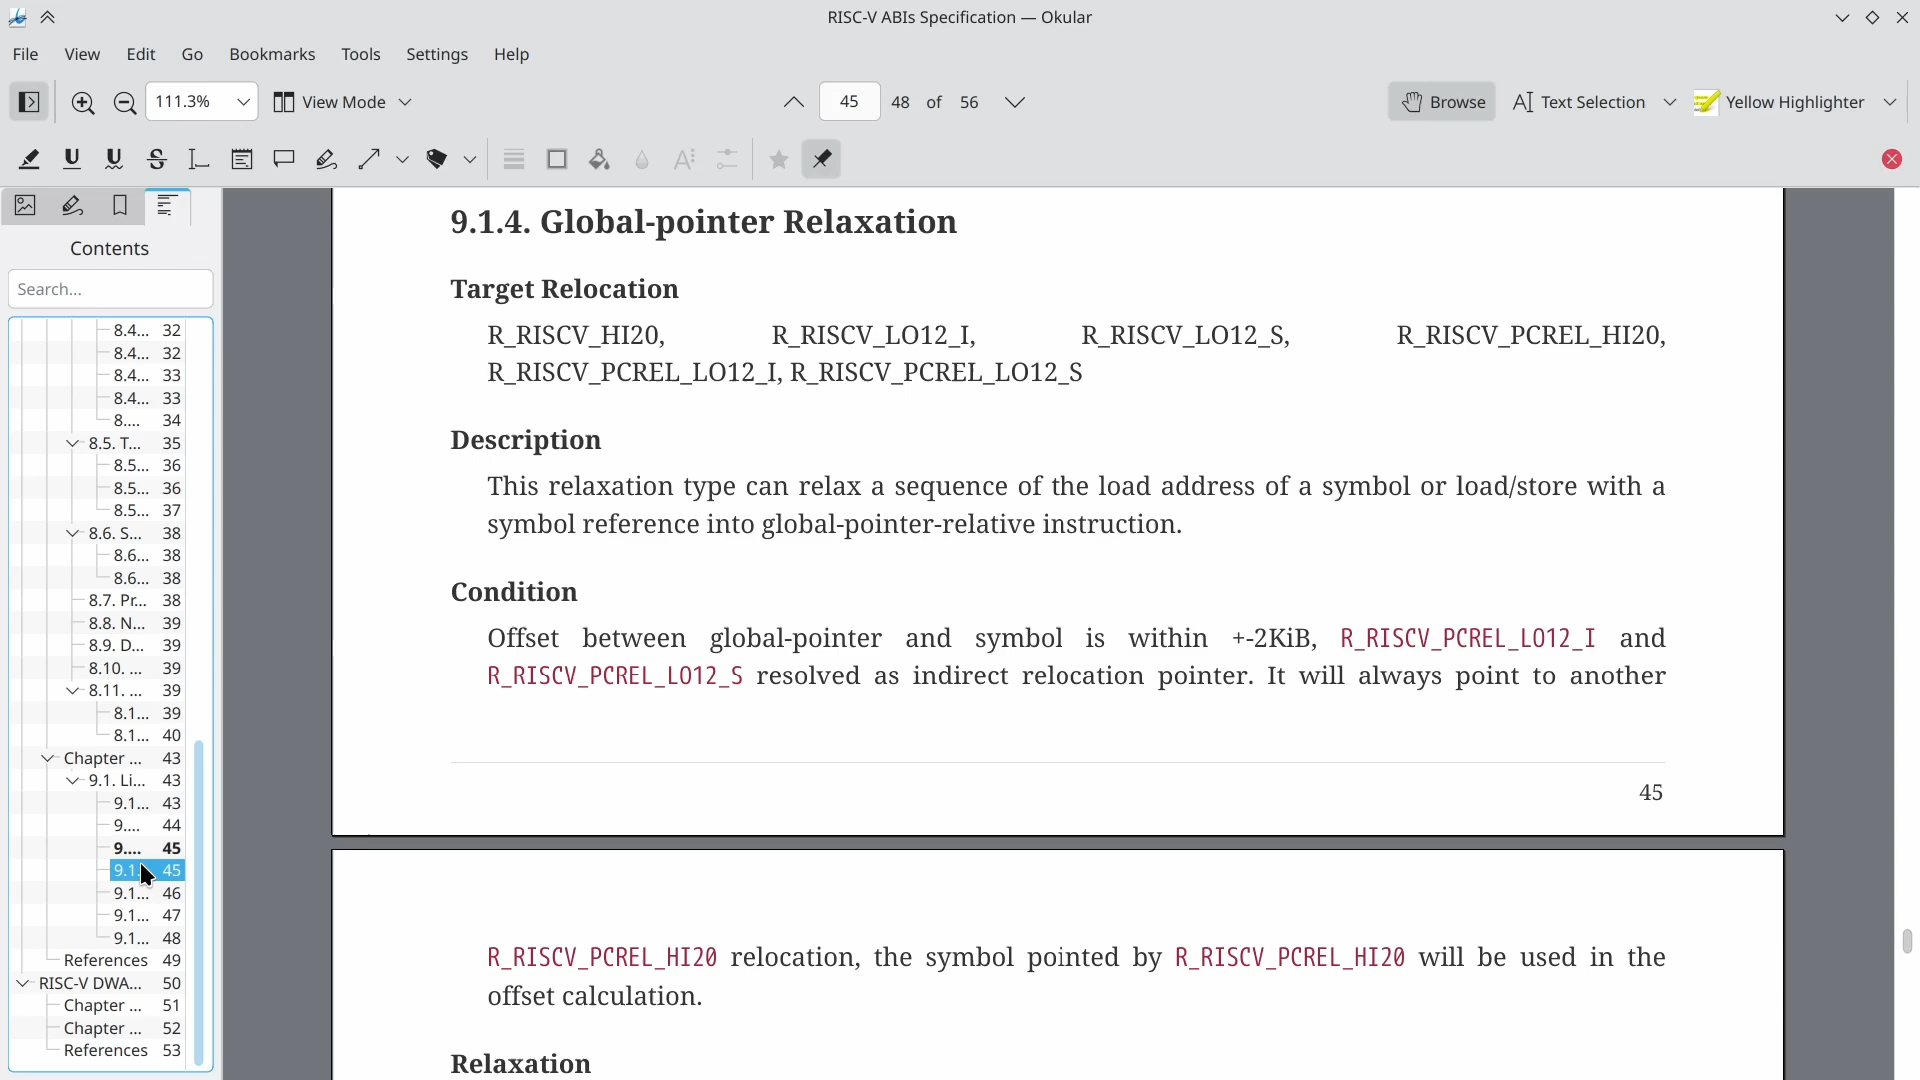 RISC-V ABIs Specification — Okular
File View Edit Go Bookmarks Tools Settings Help
111.3% View Mode 45 48 of 56 Browse Text Selection Yellow Highlighter
Contents
Search...
8.4... 32
8.4... 32
8.4... 33
8.4... 33
8.... 34
8.5. T... 35
8.5... 36
8.5... 36
8.5... 37
8.6. S... 38
8.6... 38
8.6... 38
8.7. Pr... 38
8.8. N... 39
8.9. D... 39
8.10. ... 39
8.11. ... 39
8.1... 39
8.1... 40
Chapter ... 43
9.1. Li... 43
9.1... 43
9.... 44
9.... 45
9.1. 45
9.1... 46
9.1... 47
9.1... 48
References 49
RISC-V DWA... 50
Chapter ... 51
Chapter ... 52
References 53
9.1.4. Global-pointer Relaxation
Target Relocation
R_RISCV_HI20, R_RISCV_LO12_I, R_RISCV_LO12_S, R_RISCV_PCREL_HI20,
R_RISCV_PCREL_LO12_I, R_RISCV_PCREL_LO12_S
Description
This relaxation type can relax a sequence of the load address of a symbol or load/store with a
symbol reference into global-pointer-relative instruction.
Condition
Offset between global-pointer and symbol is within +-2KiB, R_RISCV_PCREL_LO12_I and
R_RISCV_PCREL_LO12_S resolved as indirect relocation pointer. It will always point to another
45
R_RISCV_PCREL_HI20 relocation, the symbol pointed by R_RISCV_PCREL_HI20 will be used in the
offset calculation.
Relaxation